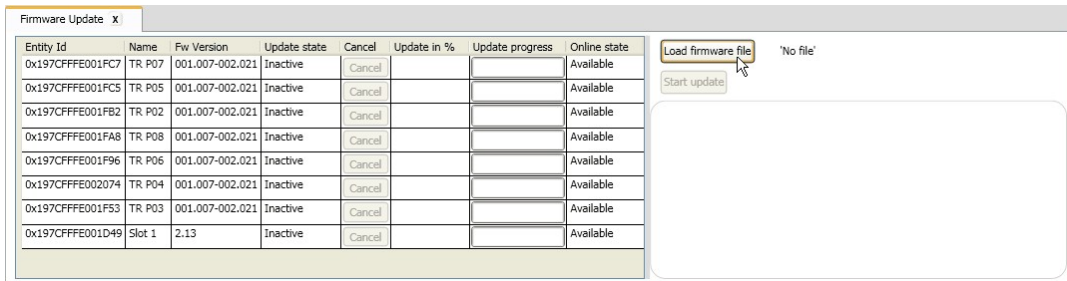 Firmware Update x
Entity Id Name Fw Version Update state Cancel Update in % Update progress Online state
0x197CFFFE001FC7 TR P07 001.007-002.021 Inactive Cancel Available
0x197CFFFE001FC5 TR P05 001.007-002.021 Inactive Cancel Available
0x197CFFFE001FB2 TR P02 001.007-002.021 Inactive Cancel Available
0x197CFFFE001FA8 TR P08 001.007-002.021 Inactive Cancel Available
0x197CFFFE001F96 TR P06 001.007-002.021 Inactive Cancel Available
0x197CFFFE002074 TR P04 001.007-002.021 Inactive Cancel Available
0x197CFFFE001F53 TR P03 001.007-002.021 Inactive Cancel Available
0x197CFFFE001D49 Slot 1 2.13 Inactive Cancel Available
Load firmware file 'No file'
Start update